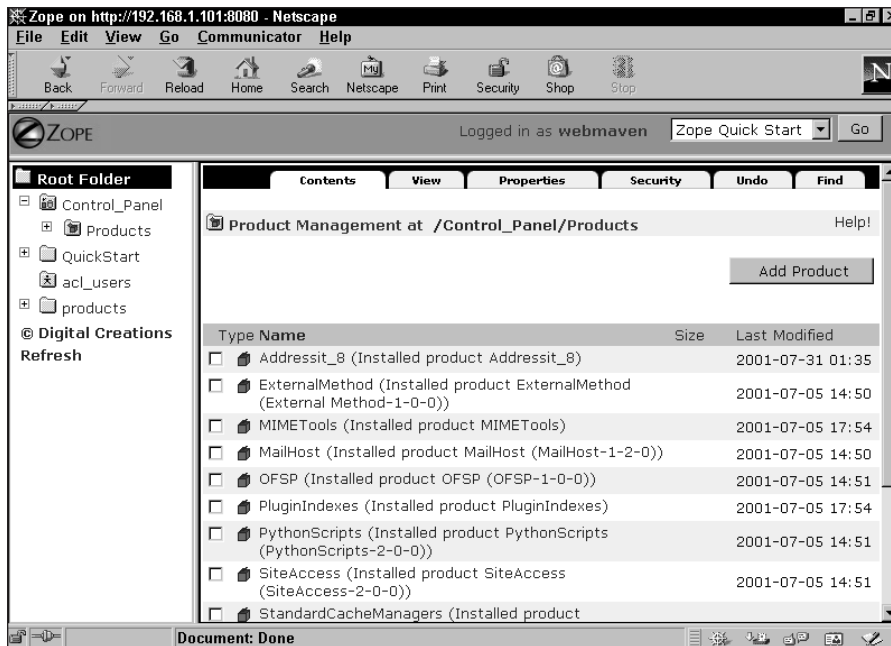 Zope on http://192.168.1.101:8080 - Netscape
File Edit View Go Communicator Help
My
Back Forward Reload Home Search Netscape Print Security Shop Stop
N
ZOPE
Logged in as webmaven
Zope Quick Start
Go
Root Folder
Control_Panel
Products
QuickStart
acl_users
products
© Digital Creations
Refresh
Contents View Properties Security Undo Find
Product Management at /Control_Panel/Products
Help!
Add Product
Type Name Size Last Modified
Addressit_8 (Installed product Addressit_8) 2001-07-31 01:35
ExternalMethod (Installed product ExternalMethod
(External Method-1-0-0)) 2001-07-05 14:50
MIMETools (Installed product MIMETools) 2001-07-05 17:54
MailHost (Installed product MailHost (MailHost-1-2-0)) 2001-07-05 14:50
OFSP (Installed product OFSP (OFSP-1-0-0)) 2001-07-05 14:51
PluginIndexes (Installed product PluginIndexes) 2001-07-05 17:54
PythonScripts (Installed product PythonScripts
(PythonScripts-2-0-0)) 2001-07-05 14:51
SiteAccess (Installed product SiteAccess
(SiteAccess-2-0-0)) 2001-07-05 14:51
StandardCacheManagers (Installed product
Document: Done